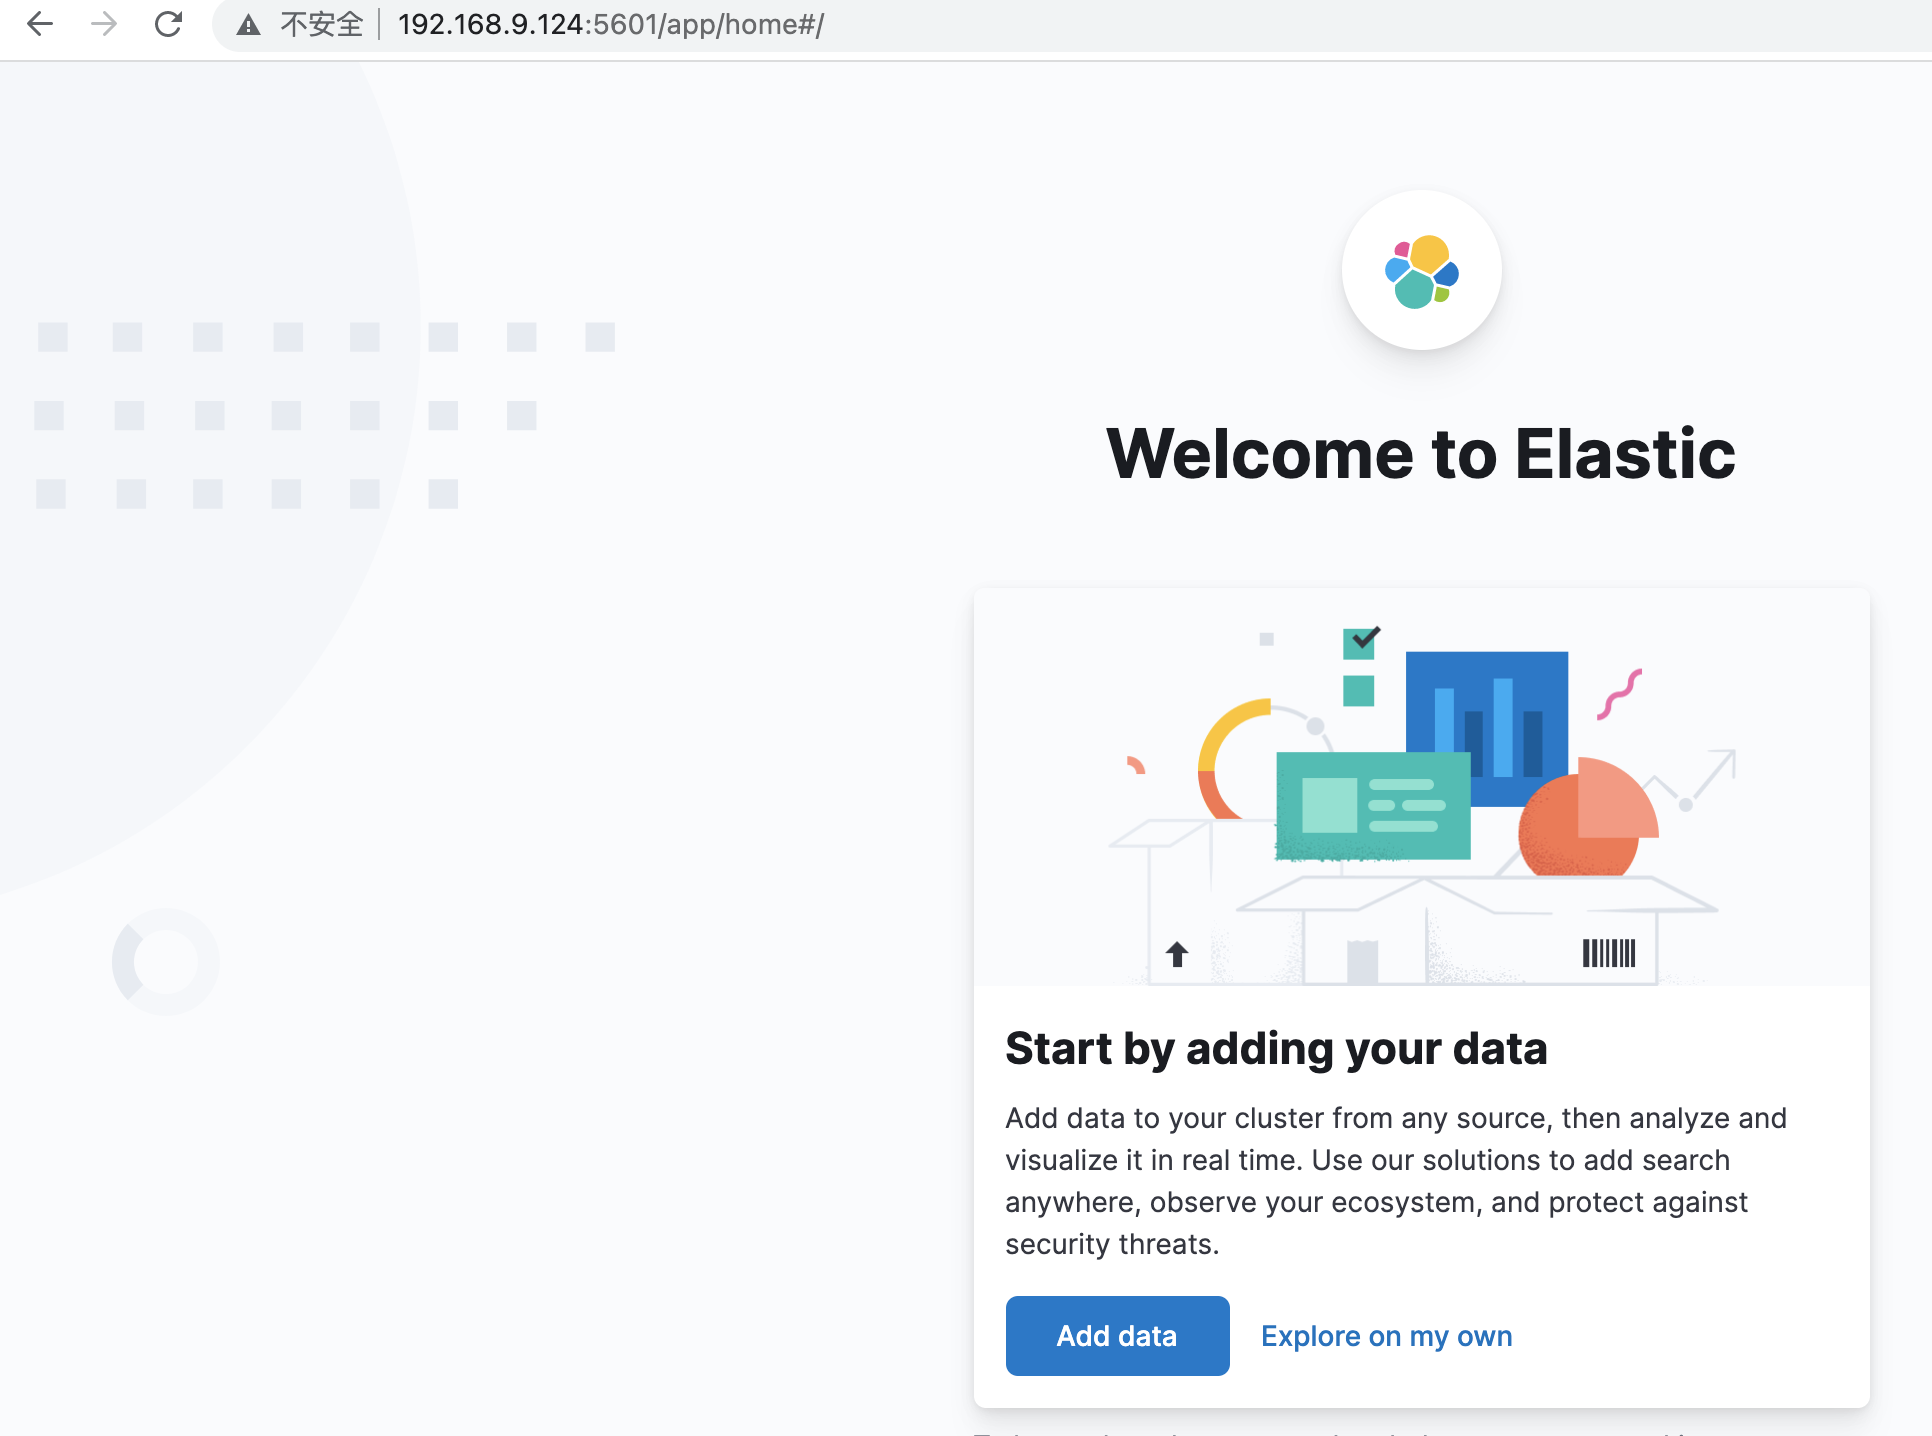 不安全
192.168.9.124:5601/app/home#/
Welcome to Elastic
Start by adding your data
Add data to your cluster from any source, then analyze and
visualize it in real time. Use our solutions to add search
anywhere, observe your ecosystem, and protect against
security threats.
Add data
Explore on my own